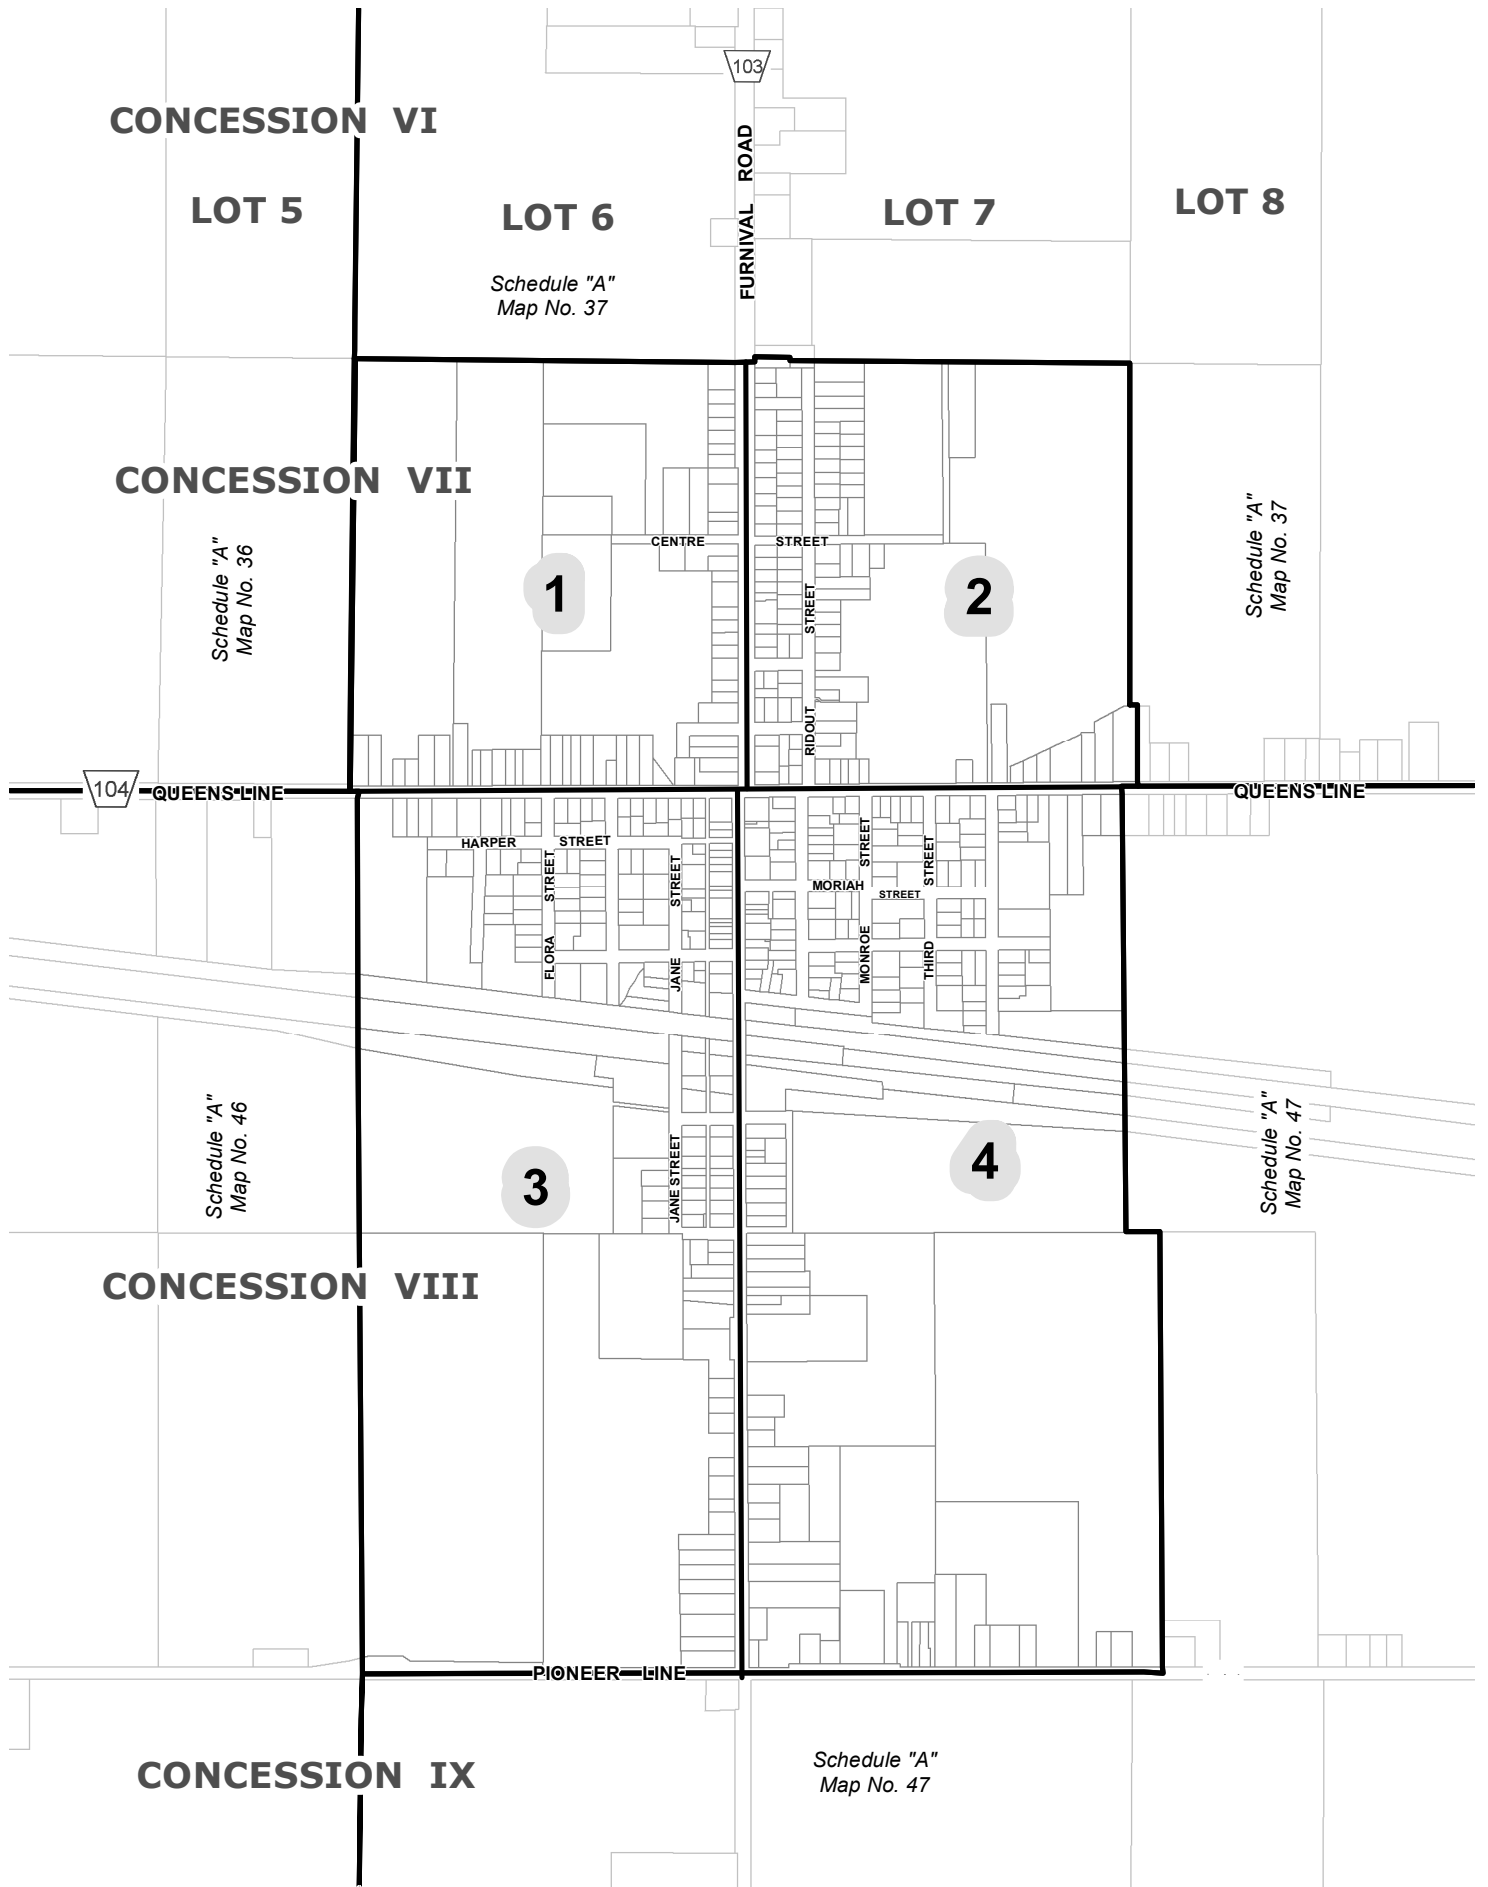 103
CONCESSION VI
FURNIVAL ROAD
LOT 5
LOT 6
LOT 7
LOT 8
Schedule "A"
Map No. 37
CONCESSION VII
Schedule "A"
Map No. 36
Schedule "A"
Map No. 37
CENTRE STREET
1
2
RIDOUT STREET
104
QUEENS LINE
QUEENS LINE
HARPER STREET
FLORA STREET
JANE STREET
MORIAH STREET
MONROE STREET
THIRD STREET
Schedule "A"
Map No. 46
Schedule "A"
Map No. 47
JANE STREET
3
4
CONCESSION VIII
PIONEER LINE
CONCESSION IX
Schedule "A"
Map No. 47